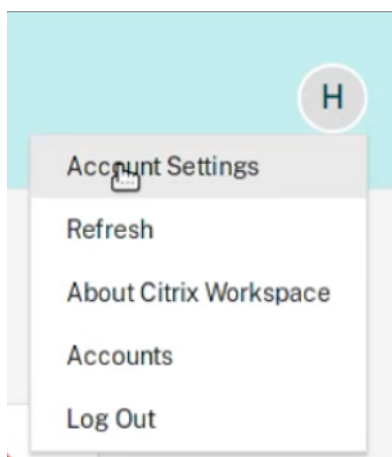 H
Account Settings
Refresh
About Citrix Workspace
Accounts
Log Out